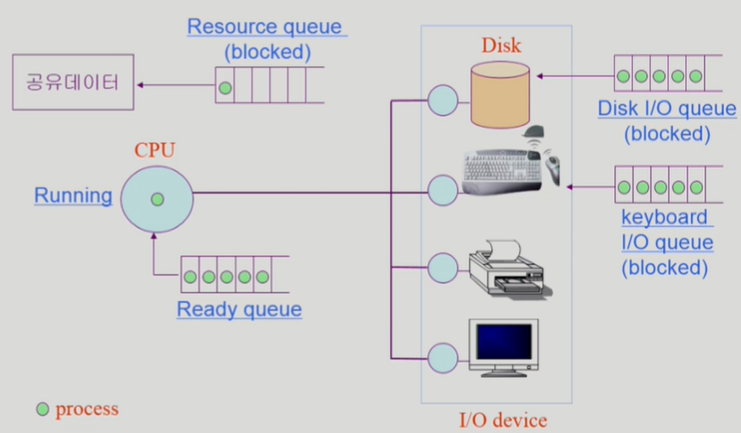 Resource queue
(blocked)
공유데이터
Disk
Disk I/O queue
(blocked)
CPU
Running
keyboard
I/O queue
(blocked)
Ready queue
process
I/O device